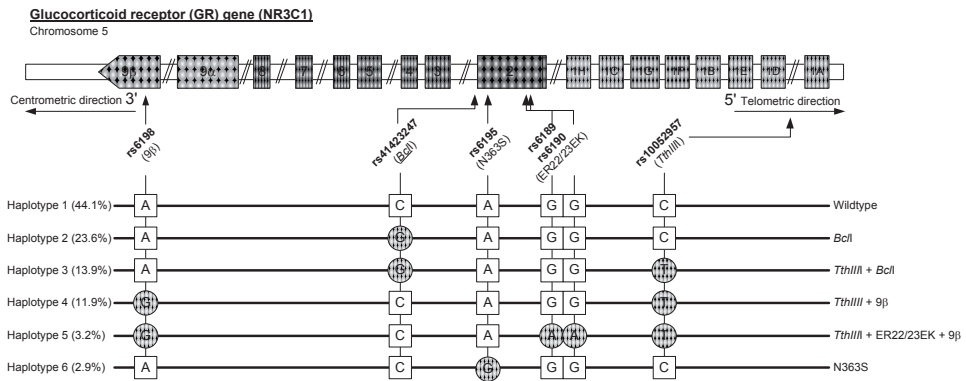 Glucocorticoid receptor (GR) gene (NR3C1)
Chromosome 5
9β 9α 8 7 6 5 4 3 2 1H 1C 1G 1F 1B 1E 1D 1A
Centrometric direction 3' 5' Telometric direction
rs6198 (9β)
rs41423247 (BclI)
rs6195 (N363S)
rs6189 rs6190 (ER22/23EK)
rs10052957 (TthIIII)
Haplotype 1 (44.1%) A C A G G C Wildtype
Haplotype 2 (23.6%) A G A G G C BclI
Haplotype 3 (13.9%) A G A G G T TthIIII + BclI
Haplotype 4 (11.9%) G C A G G T TthIIII + 9β
Haplotype 5 (3.2%) G C A A A TthIIII + ER22/23EK + 9β
Haplotype 6 (2.9%) A C G G G C N363S